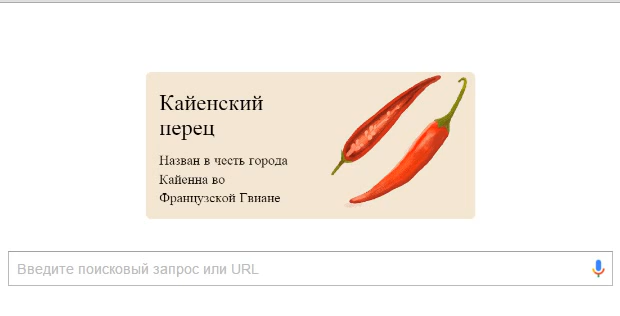 Кайенский
перец
Назван в честь города
Кайенна во
Французской Гвиане
Введите поисковый запрос или URL